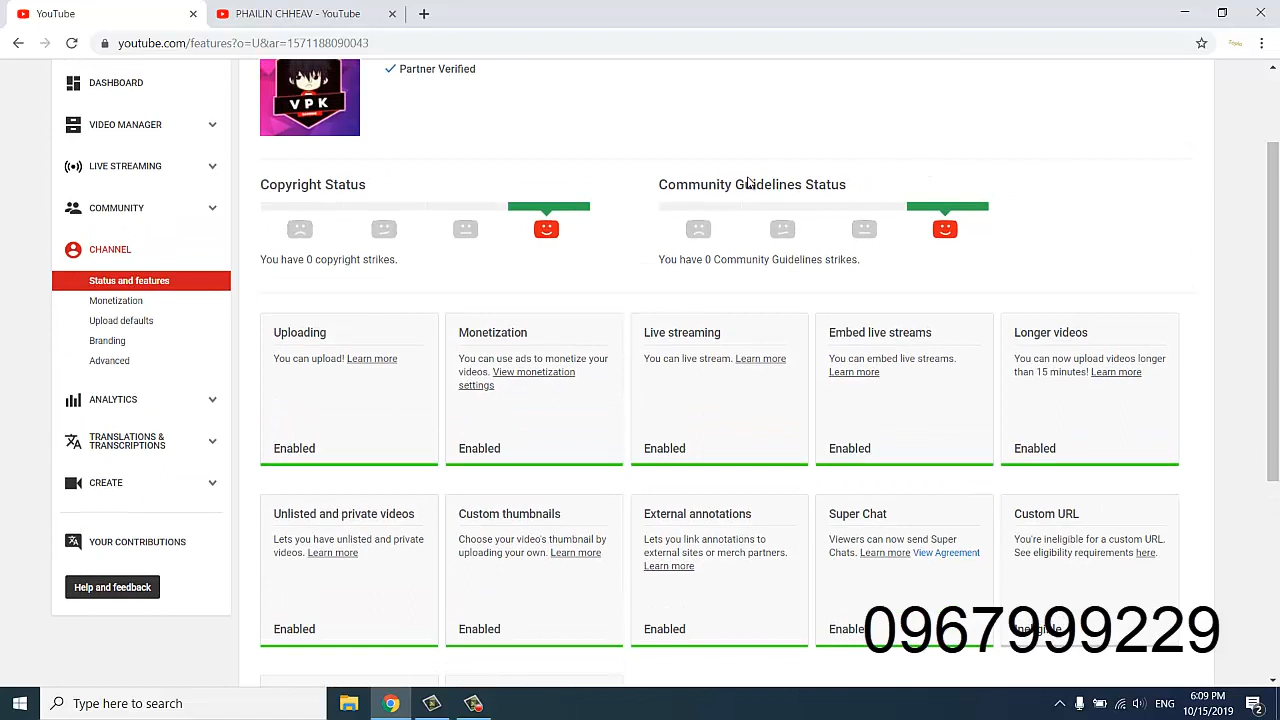 YouTube
PHAILIN CHHEAV - YouTube
youtube.com/features?o=U&ar=1571188090043
DASHBOARD
VIDEO MANAGER
LIVE STREAMING
COMMUNITY
CHANNEL
Status and features
Monetization
Upload defaults
Branding
Advanced
ANALYTICS
TRANSLATIONS &
TRANSCRIPTIONS
CREATE
YOUR CONTRIBUTIONS
Help and feedback
VPK
Partner Verified
Copyright Status
You have 0 copyright strikes.
Community Guidelines Status
You have 0 Community Guidelines strikes.
Uploading
You can upload! Learn more
Enabled
Monetization
You can use ads to monetize your
videos. View monetization
settings
Enabled
Live streaming
You can live stream. Learn more
Enabled
Embed live streams
You can embed live streams.
Learn more
Enabled
Longer videos
You can now upload videos longer
than 15 minutes! Learn more
Enabled
Unlisted and private videos
Lets you have unlisted and private
videos. Learn more
Enabled
Custom thumbnails
Choose your video's thumbnail by
uploading your own. Learn more
Enabled
External annotations
Lets you link annotations to
external sites or merch partners.
Learn more
Enabled
Super Chat
Viewers can now send Super
Chats. Learn more View Agreement
Enabled
Custom URL
You're ineligible for a custom URL.
See eligibility requirements here.
Ineligible
0967999229
Type here to search
ENG
6:09 PM
10/15/2019
2